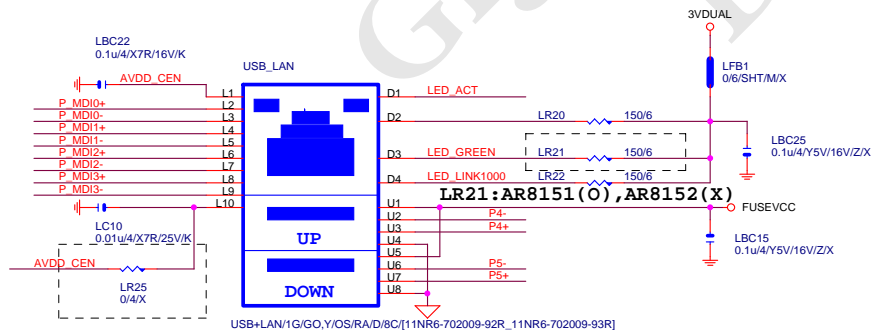 3VDUAL
LBC22
0.1u/4/X7R/16V/K
AVDD_CEN
USB_LAN
LFB1
0/6/SHT/M/X
L1
D1
LED_ACT
P_MDI0+
L2
D2
LR20
150/6
P_MDI0-
L3
P_MDI1+
L4
LBC25
0.1u/4/Y5V/16V/Z/X
P_MDI1-
L5
P_MDI2+
L6
D3
LED_GREEN
LR21
150/6
P_MDI2-
L7
P_MDI3+
L8
D4
LED_LINK1000
LR22
150/6
P_MDI3-
L9
LR21:AR8151(O),AR8152(X)
L10
U1
FUSEVCC
LC10
0.01u/4/X7R/25V/K
U2
P4-
U3
P4+
UP
U4
LBC15
0.1u/4/Y5V/16V/Z/X
U5
AVDD_CEN
U6
P5-
LR25
0/4/X
U7
P5+
DOWN
U8
USB+LAN/1G/GO,Y/OS/RA/D/8C/[11NR6-702009-92R_11NR6-702009-93R]